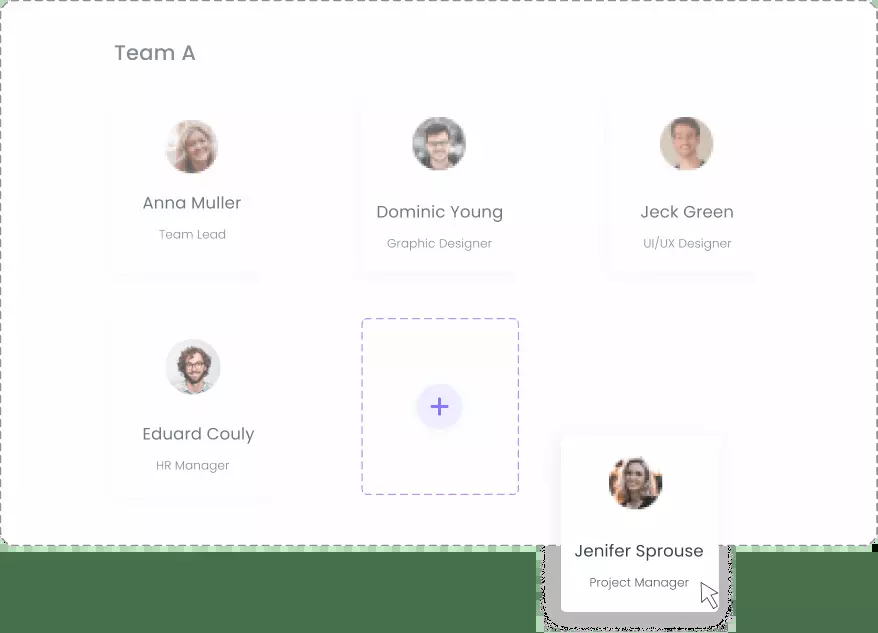 Team A
Anna Muller
Team Lead
Dominic Young
Graphic Designer
Jeck Green
UI/UX Designer
Eduard Couly
HR Manager
+
Jenifer Sprouse
Project Manager